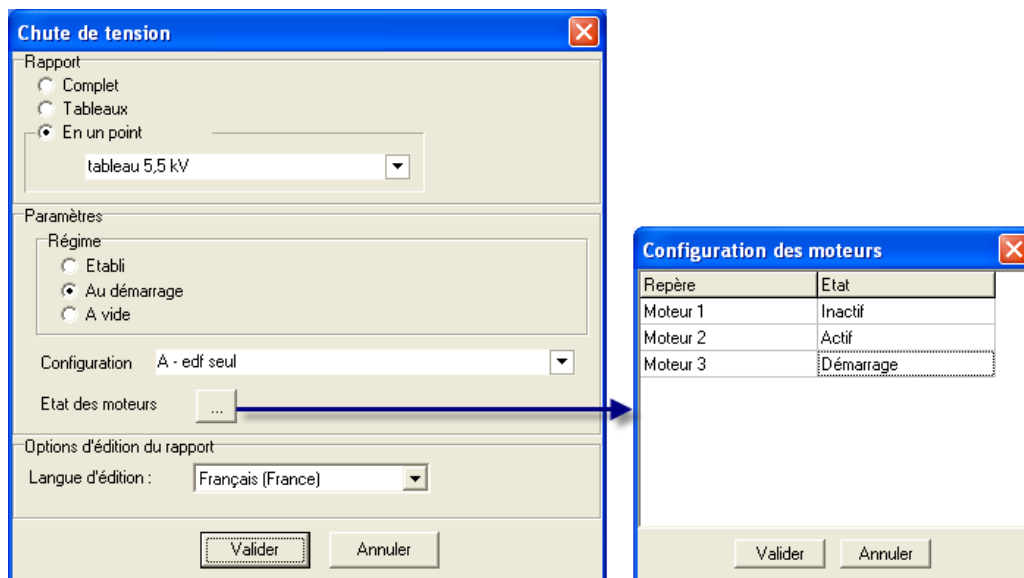 Chute de tension
Rapport
Complet
Tableaux
En un point
tableau 5,5 kV
Paramètres
Régime
Etabli
Au démarrage
A vide
Configuration A - edf seul
Etat des moteurs ...
Options d'édition du rapport
Langue d'édition : Français (France)
Valider Annuler
Configuration des moteurs
Repère Etat
Moteur 1 Inactif
Moteur 2 Actif
Moteur 3 Démarrage
Valider Annuler